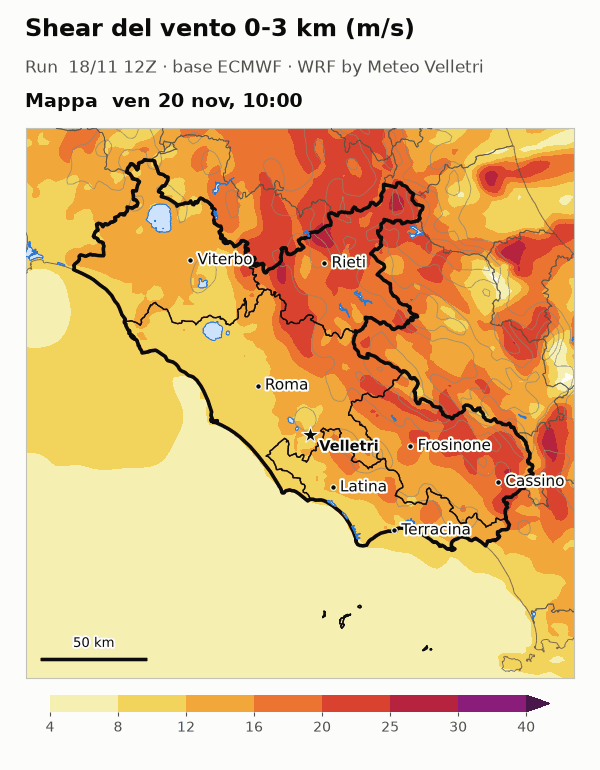 Shear del vento 0-3 km (m/s)
Run  18/11 12Z · base ECMWF · WRF by Meteo Velletri
Mappa  ven 20 nov, 10:00
Viterbo
Rieti
Roma
Velletri
Frosinone
Latina
Cassino
Terracina
50 km
4 8 12 16 20 25 30 40